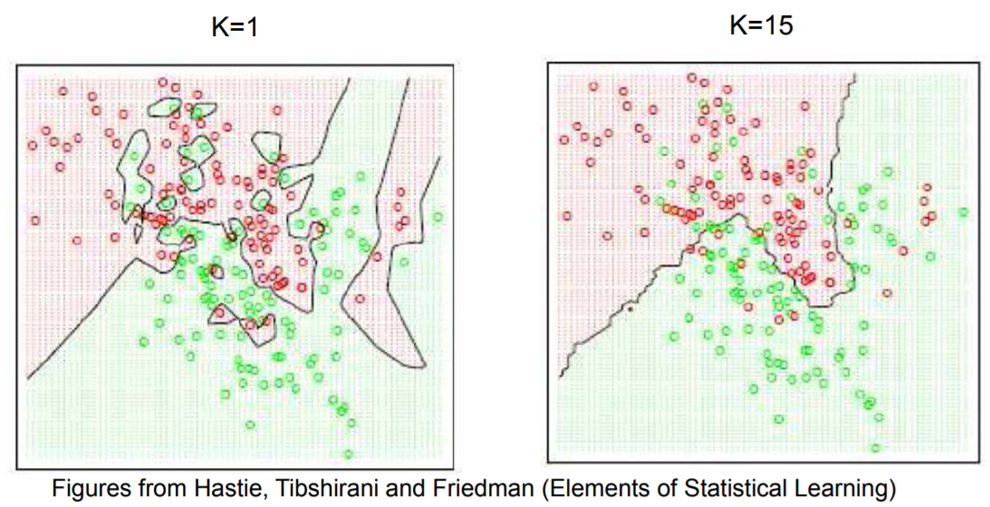 K=1
K=15
Figures from Hastie, Tibshirani and Friedman (Elements of Statistical Learning)